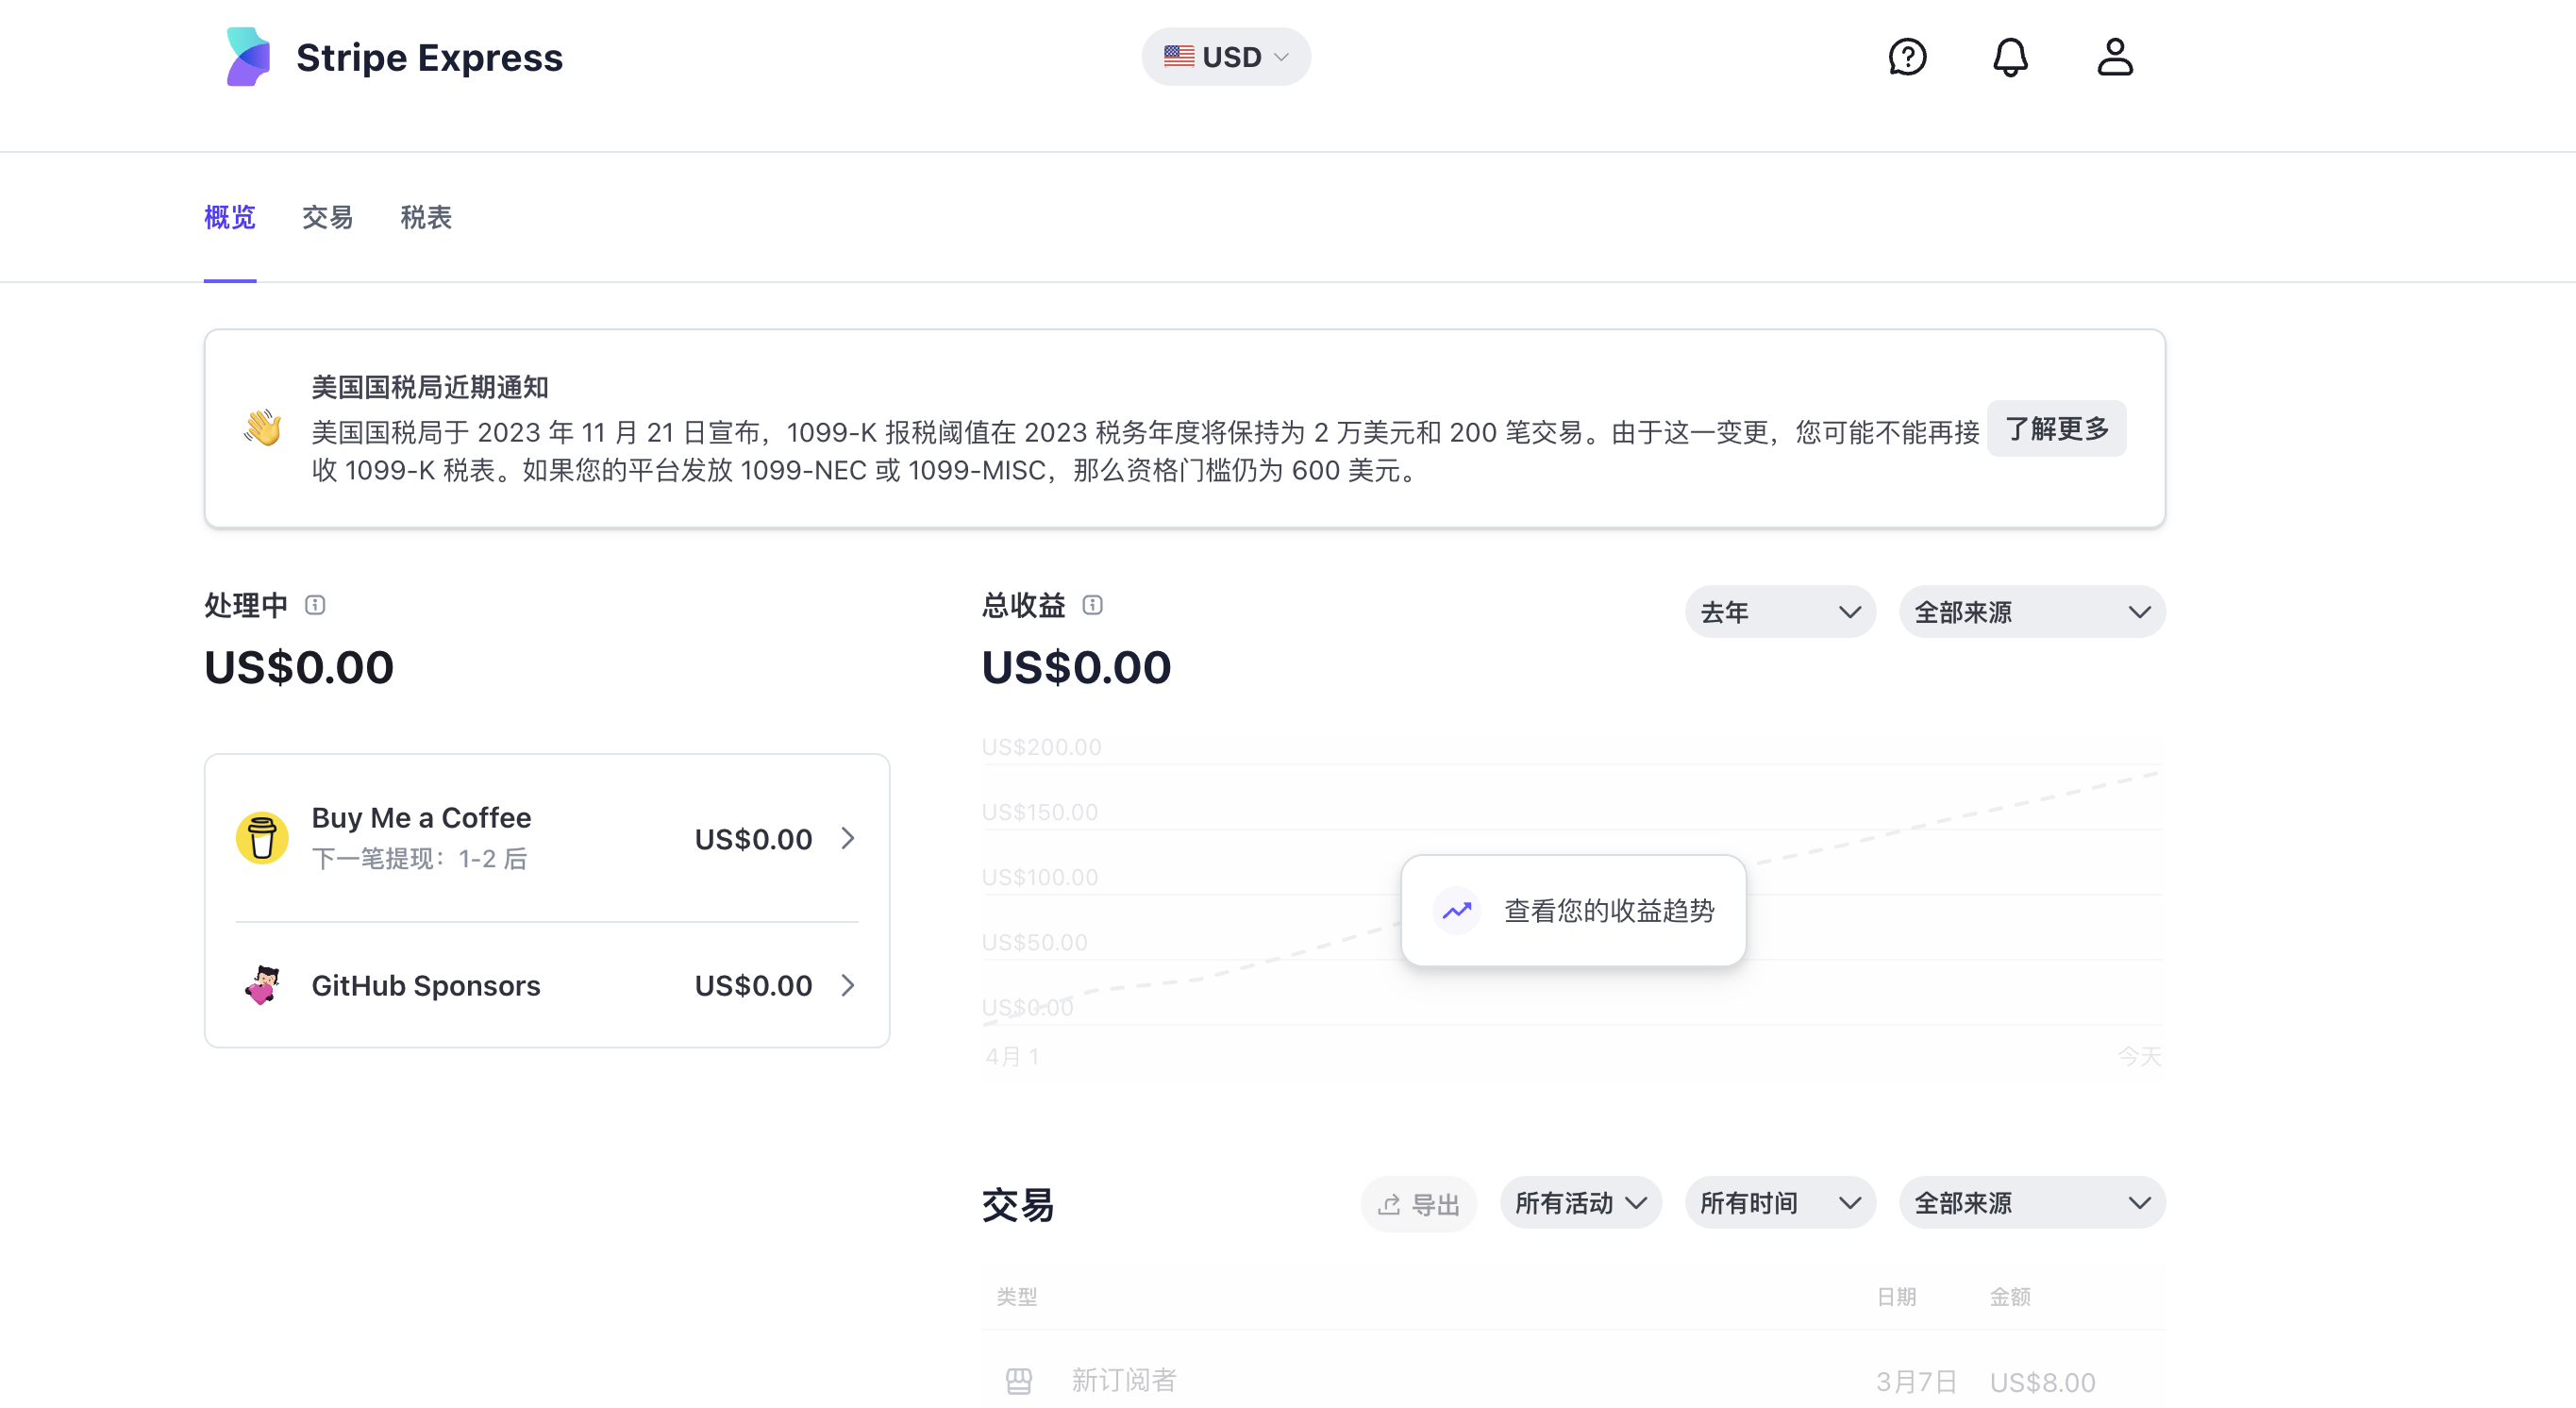 Stripe Express
USD
概览
交易
税表
美国国税局近期通知
美国国税局于 2023 年 11 月 21 日宣布，1099-K 报税阈值在 2023 税务年度将保持为 2 万美元和 200 笔交易。由于这一变更，您可能不能再接
收 1099-K 税表。如果您的平台发放 1099-NEC 或 1099-MISC，那么资格门槛仍为 600 美元。
了解更多
处理中
US$0.00
Buy Me a Coffee
US$0.00
下一笔提现：1-2 后
GitHub Sponsors
US$0.00
总收益
去年
全部来源
US$0.00
US$200.00
US$150.00
US$100.00
US$50.00
US$0.00
查看您的收益趋势
4月 1
今天
交易
导出
所有活动
所有时间
全部来源
类型
日期
金额
新订阅者
3月7日
US$8.00